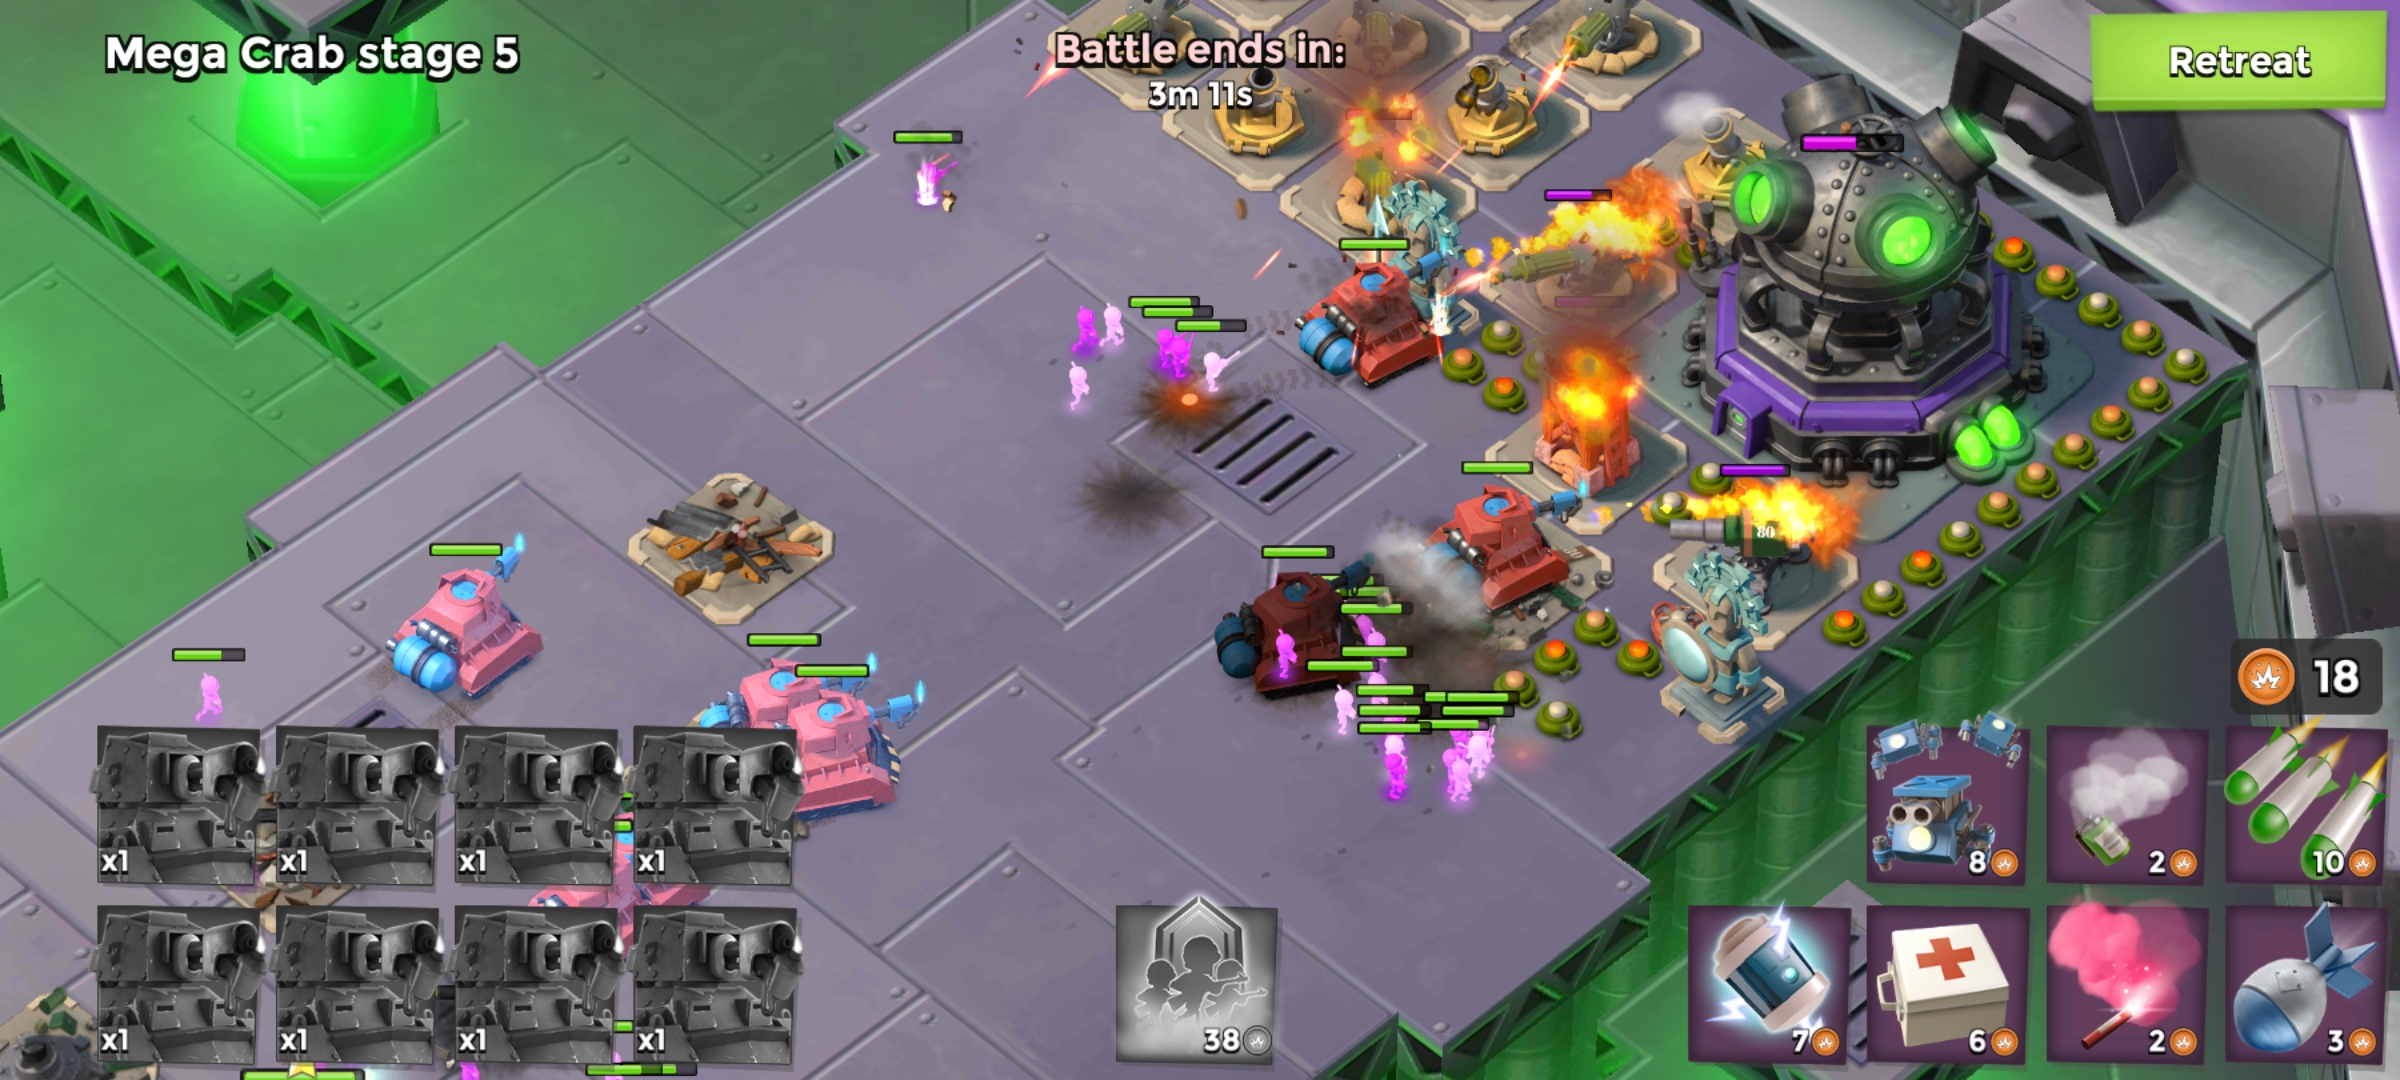 Mega Crab stage 5
Battle ends in:
3m 11s
Retreat
80
18
x1
x1
x1
x1
8
2
10
x1
x1
x1
x1
38
7
6
2
3